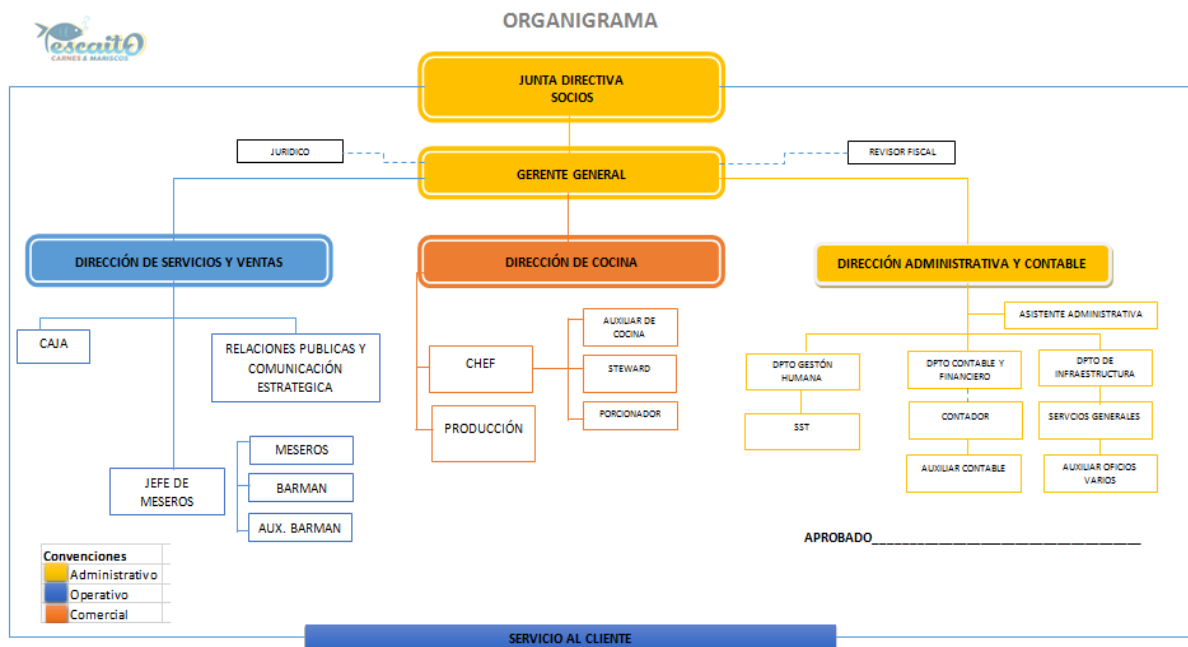 ORGANIGRAMA
escaitO
CARNES & MARISCOS
JUNTA DIRECTIVA
SOCIOS
JURIDICO
REVISOR FISCAL
GERENTE GENERAL
DIRECCIÓN DE SERVICIOS Y VENTAS
DIRECCIÓN DE COCINA
DIRECCIÓN ADMINISTRATIVA Y CONTABLE
CAJA
RELACIONES PUBLICAS Y
COMUNICACIÓN
ESTRATEGICA
JEFE DE
MESEROS
MESEROS
BARMAN
AUX. BARMAN
CHEF
PRODUCCIÓN
AUXILIAR DE
COCINA
STEWARD
PORCIONADOR
ASISTENTE ADMINISTRATIVA
DPTO GESTIÓN
HUMANA
SST
DPTO CONTABLE Y
FINANCIERO
CONTADOR
AUXILIAR CONTABLE
DPTO DE
INFRAESTRUCTURA
SERVCIOS GENERALES
AUXILIAR OFICIOS
VARIOS
APROBADO
Convenciones
Administrativo
Operativo
Comercial
SERVICIO AL CLIENTE